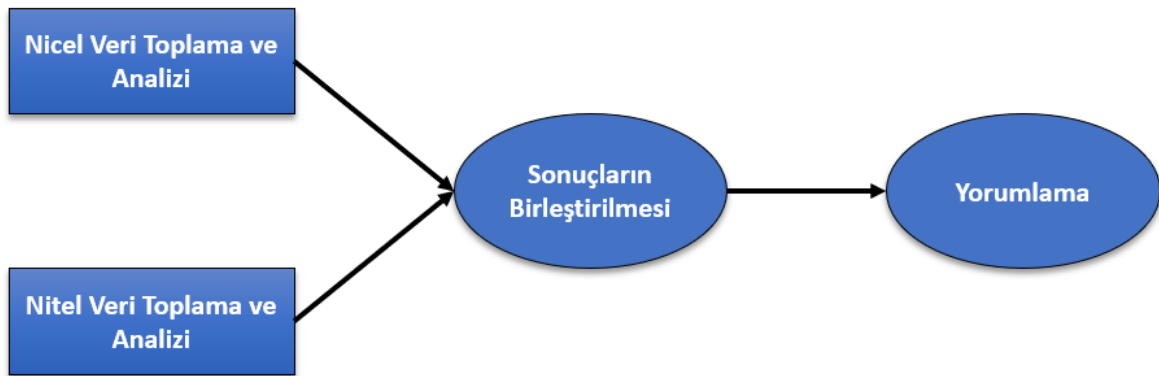 Nicel Veri Toplama ve
Analizi
Sonuçların
Birleştirilmesi
Yorumlama
Nitel Veri Toplama ve
Analizi